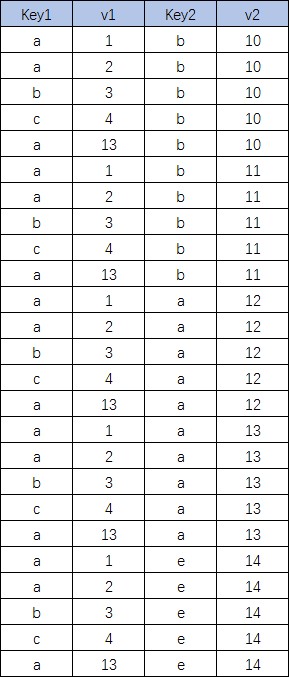 Key1 v1 Key2 v2
a 1 b 10
a 2 b 10
b 3 b 10
c 4 b 10
a 13 b 10
a 1 b 11
a 2 b 11
b 3 b 11
c 4 b 11
a 13 b 11
a 1 a 12
a 2 a 12
b 3 a 12
c 4 a 12
a 13 a 12
a 1 a 13
a 2 a 13
b 3 a 13
c 4 a 13
a 13 a 13
a 1 e 14
a 2 e 14
b 3 e 14
c 4 e 14
a 13 e 14